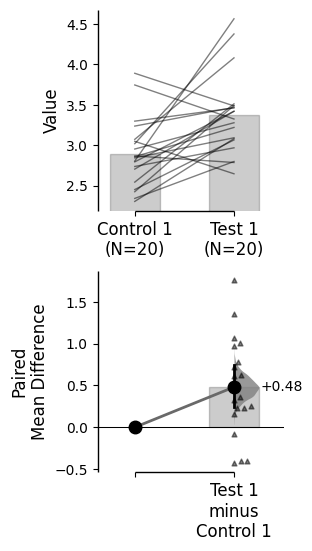 4.5
4.0
3.5
3.0
2.5
Value
Control 1
(N=20)
Test 1
(N=20)
1.5
1.0
0.5
0.0
−0.5
Paired
Mean Difference
+0.48
Test 1
minus
Control 1